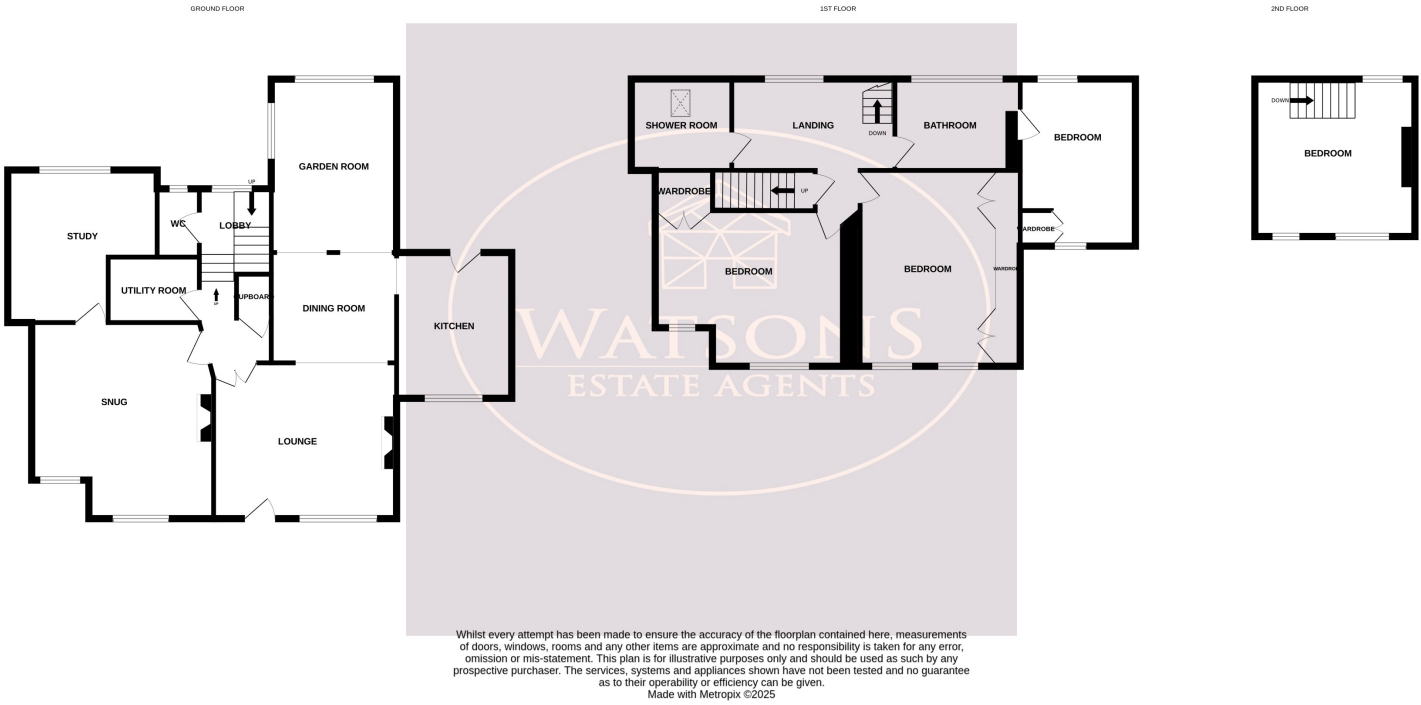 GROUND FLOOR
GARDEN ROOM
UP
STUDY
WC
LOBBY
UTILITY ROOM
UP
CUPBOARD
DINING ROOM
KITCHEN
SNUG
LOUNGE
1ST FLOOR
SHOWER ROOM
LANDING
DOWN
BATHROOM
BEDROOM
WARDROBE
UP
BEDROOM
BEDROOM
WARDROBE
WARDROBE
2ND FLOOR
DOWN
BEDROOM
WATSONS
ESTATE AGENTS
Whilst every attempt has been made to ensure the accuracy of the floorplan contained here, measurements
of doors, windows, rooms and any other items are approximate and no responsibility is taken for any error,
omission or mis-statement. This plan is for illustrative purposes only and should be used as such by any
prospective purchaser. The services, systems and appliances shown have not been tested and no guarantee
as to their operability or efficiency can be given.
Made with Metropix ©2025